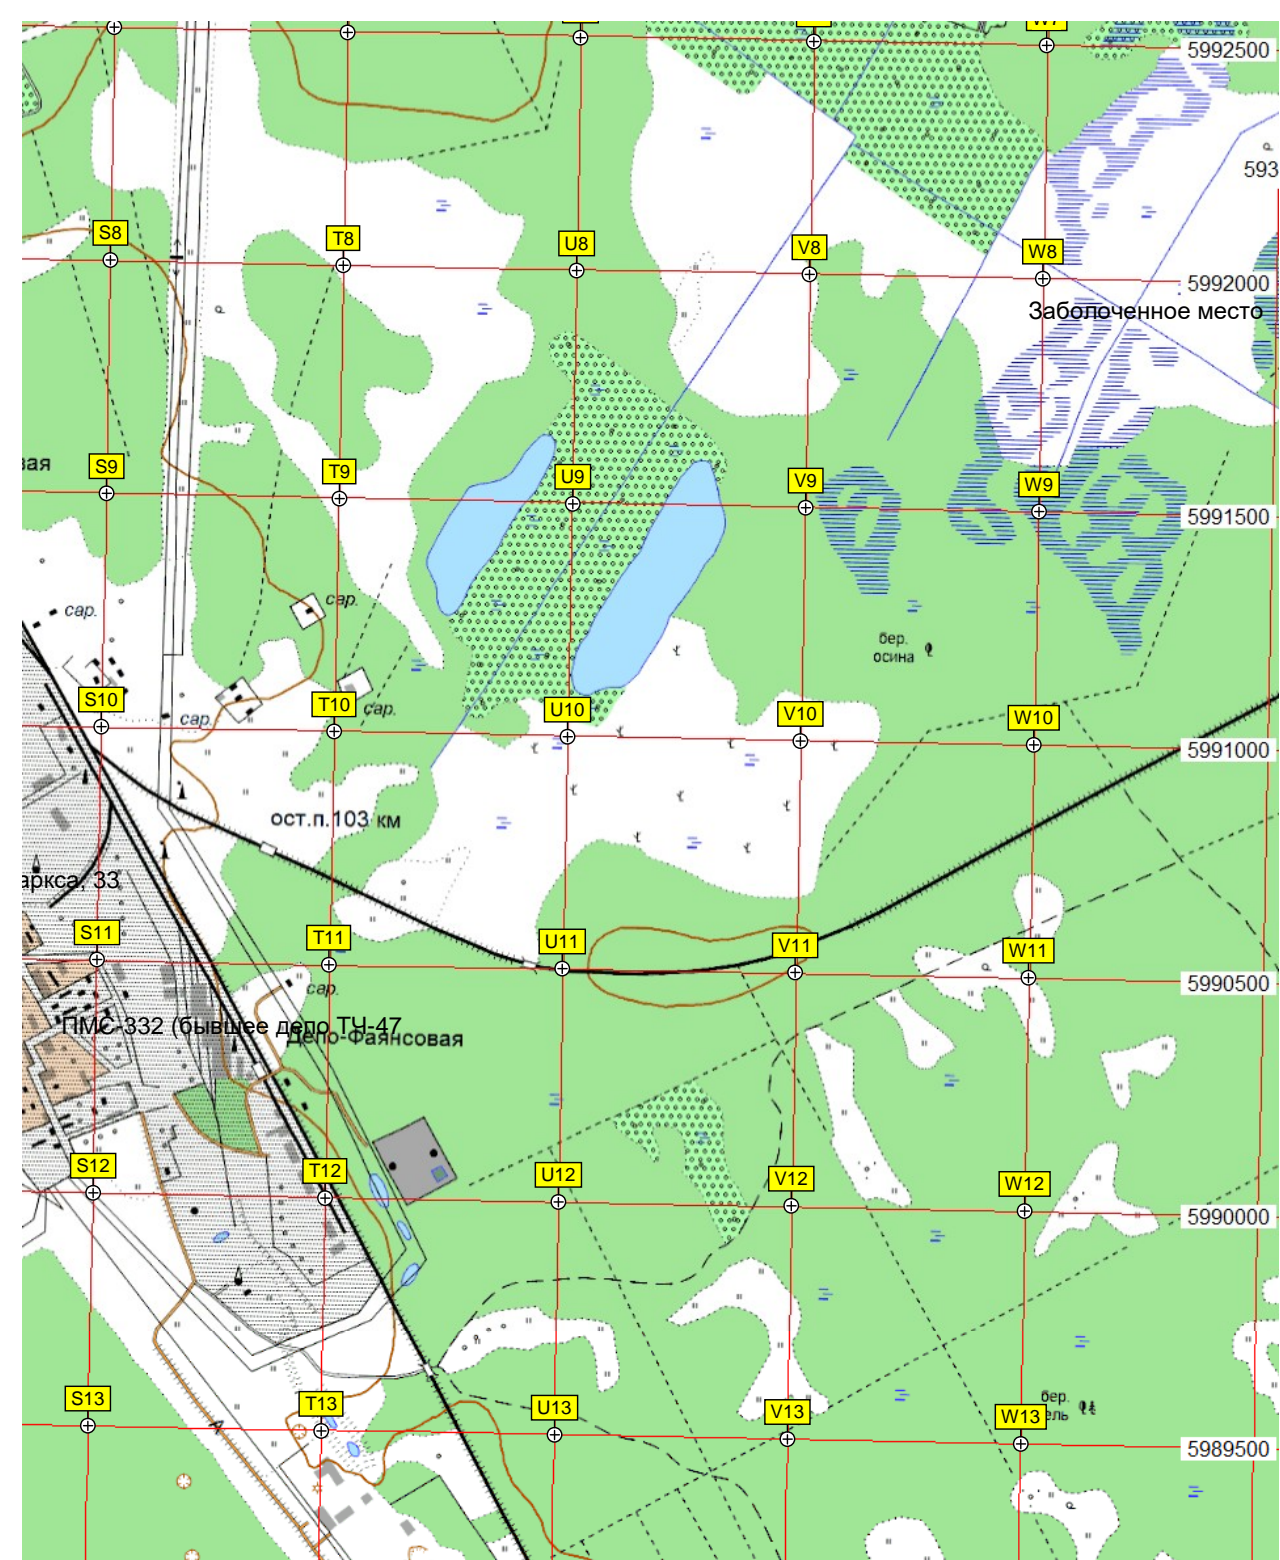 W7
5992500
593
S8
T8
U8
V8
W8
5992000
Заболоченное место
вая
S9
T9
U9
V9
W9
5991500
сар.
сар.
бер.
осина
S10
сар.
T10
сар.
U10
V10
W10
5991000
ост.п.103 км
аркса, 33
S11
T11
U11
V11
W11
5990500
сар.
ПМС-332 (бывшее депо ТЧ-47
Депо-Фаянсовая
S12
T12
U12
V12
W12
5990000
S13
T13
U13
V13
W13
бер.
ель
5989500